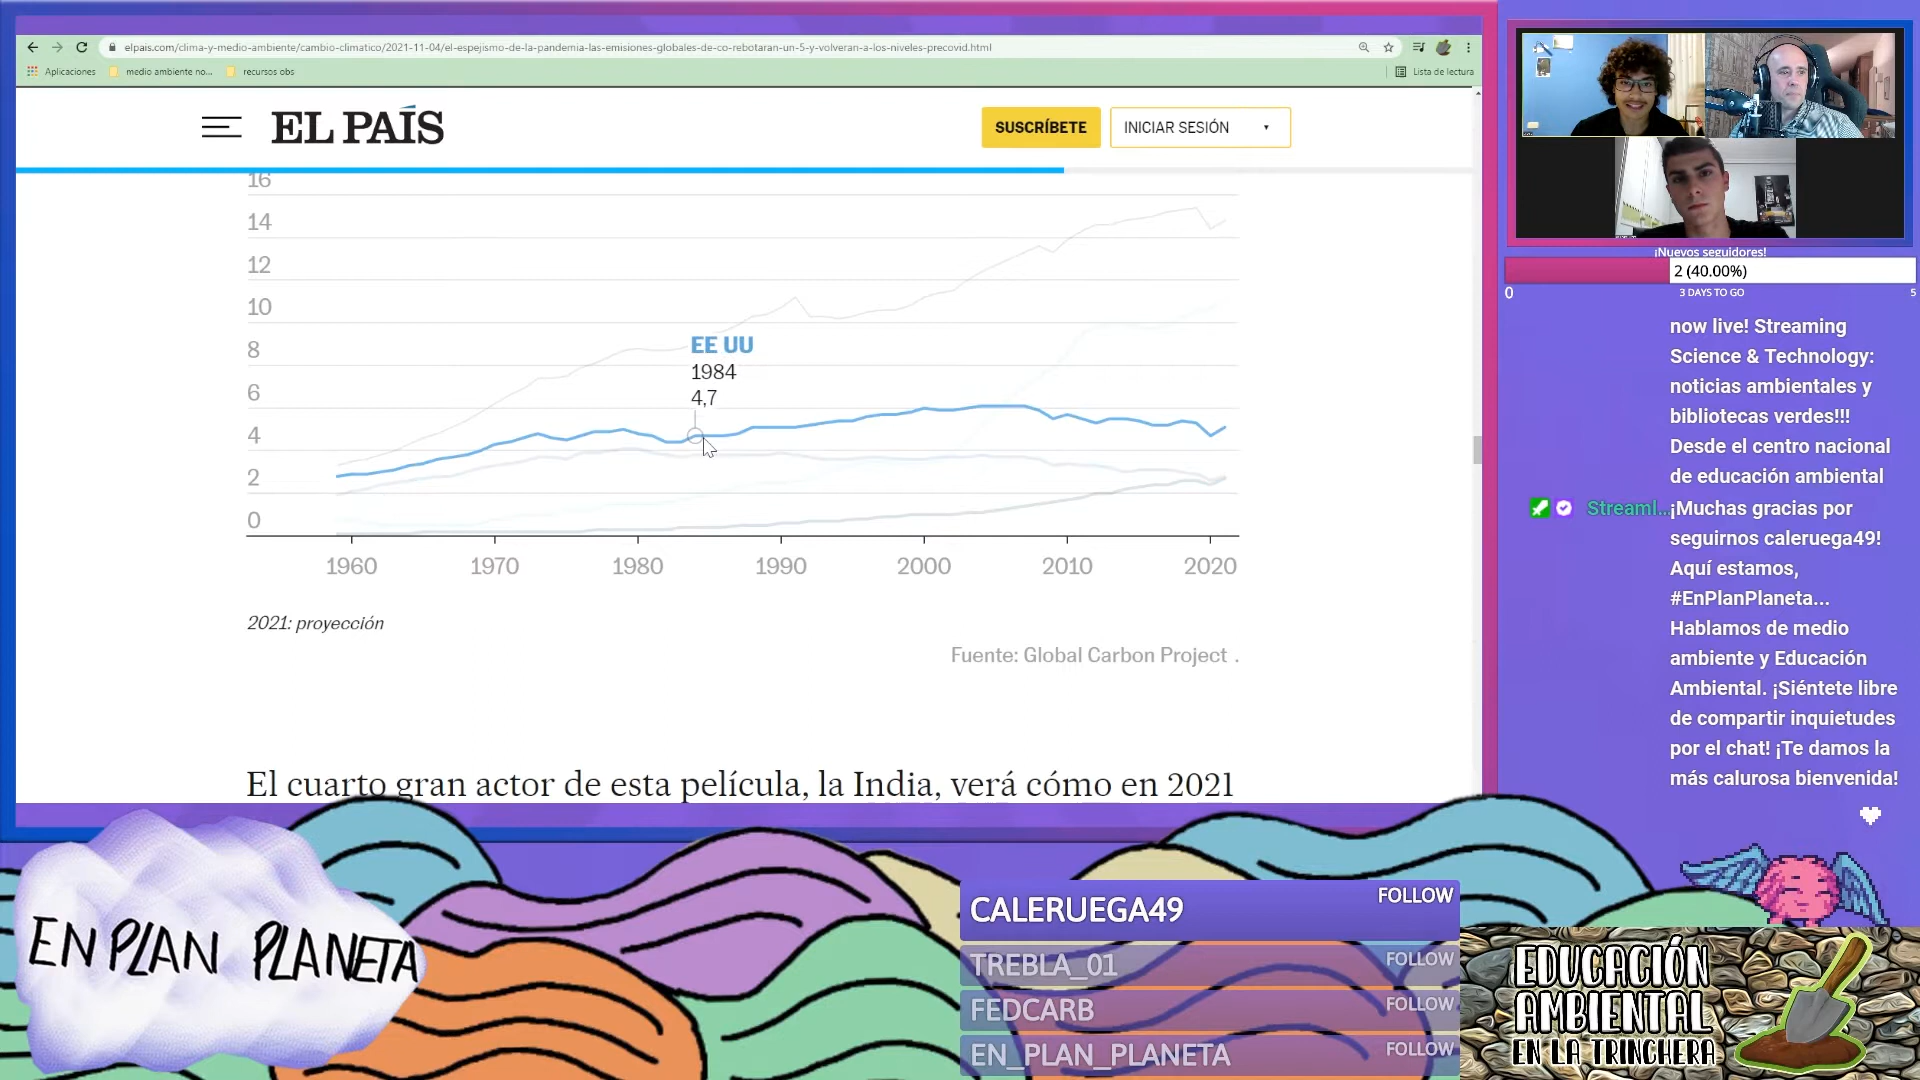 elpais.com/clima-y-medio-ambiente/cambio-climatico/2021-11-04/el-espejismo-de-la-pandemia-las-emisiones-globales-de-co-rebotaran-un-5-y-volveran-a-los-niveles-precovid.html
Aplicaciones
medio ambiente no...
recursos obs
Lista de lectura
EL PAÍS
SUSCRÍBETE
INICIAR SESIÓN
16
14
12
10
8
6
4
2
0
EE UU
1984
4,7
1960
1970
1980
1990
2000
2010
2020
2021: proyección
Fuente: Global Carbon Project .
El cuarto gran actor de esta película, la India, verá cómo en 2021
¡Nuevos seguidores!
2 (40.00%)
0
3 DAYS TO GO
5
now live! Streaming
Science & Technology:
noticias ambientales y
bibliotecas verdes!!!
Desde el centro nacional
de educación ambiental
Streaml... ¡Muchas gracias por
seguirnos caleruega49!
Aquí estamos,
#EnPlanPlaneta...
Hablamos de medio
ambiente y Educación
Ambiental. ¡Siéntete libre
de compartir inquietudes
por el chat! ¡Te damos la
más calurosa bienvenida!
EN PLAN PLANETA
CALERUEGA49 FOLLOW
TREBLA_01 FOLLOW
FEDCARB FOLLOW
EN_PLAN_PLANETA FOLLOW
EDUCACIÓN
AMBIENTAL
EN LA TRINCHERA